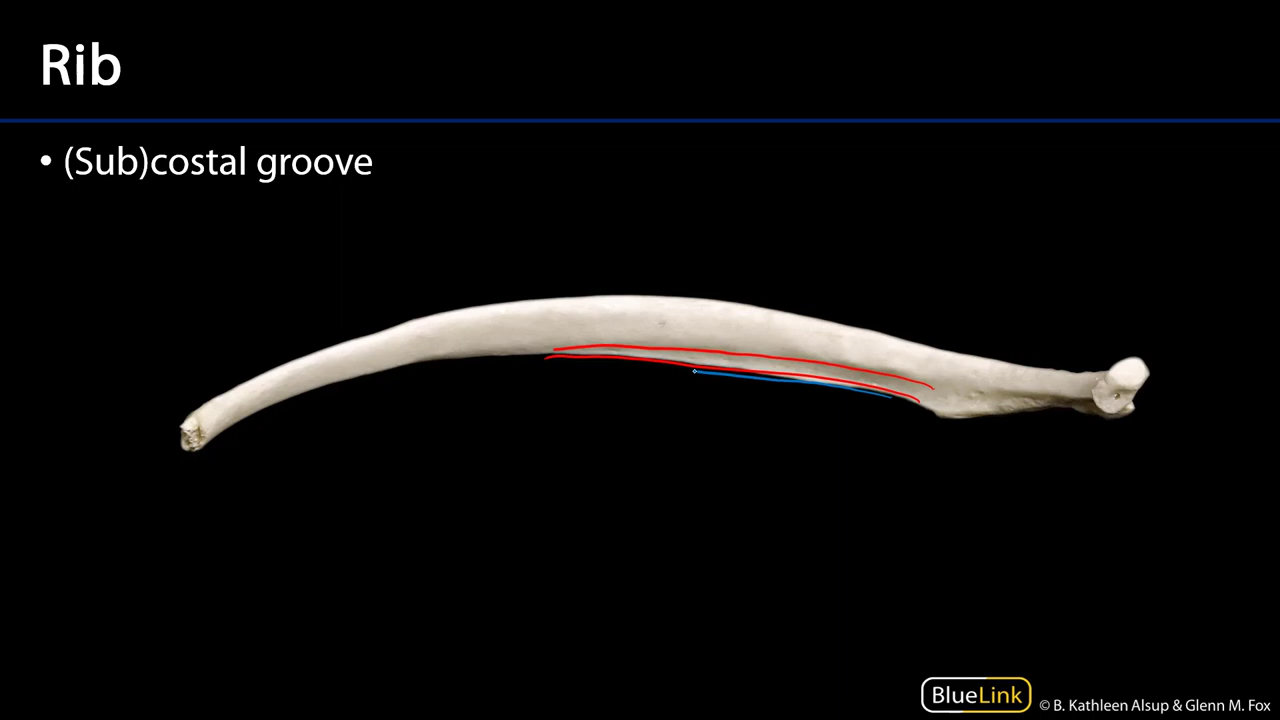 Rib
• (Sub)costal groove
BlueLink
© B. Kathleen Alsup & Glenn M. Fox